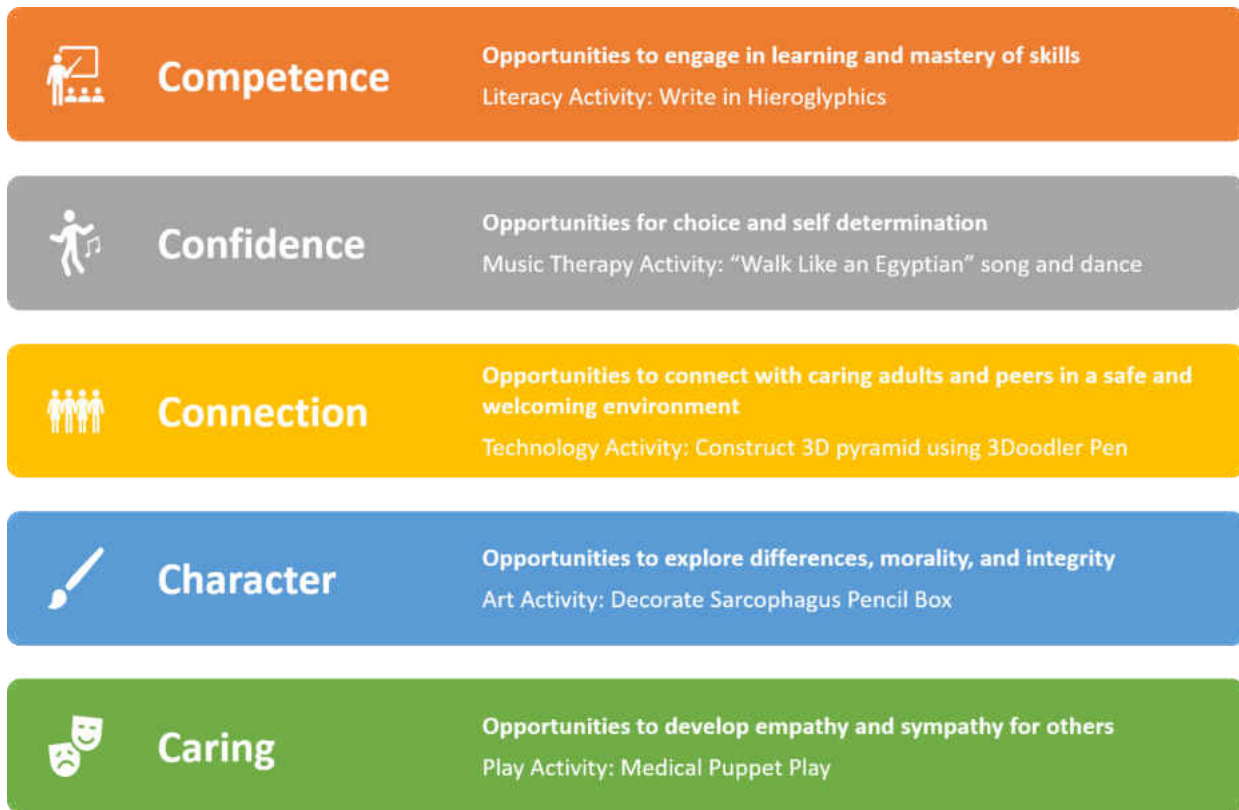 Competence
Opportunities to engage in learning and mastery of skills
Literacy Activity: Write in Hieroglyphics
Confidence
Opportunities for choice and self determination
Music Therapy Activity: “Walk Like an Egyptian” song and dance
Connection
Opportunities to connect with caring adults and peers in a safe and
welcoming environment
Technology Activity: Construct 3D pyramid using 3Doodler Pen
Character
Opportunities to explore differences, morality, and integrity
Art Activity: Decorate Sarcophagus Pencil Box
Caring
Opportunities to develop empathy and sympathy for others
Play Activity: Medical Puppet Play